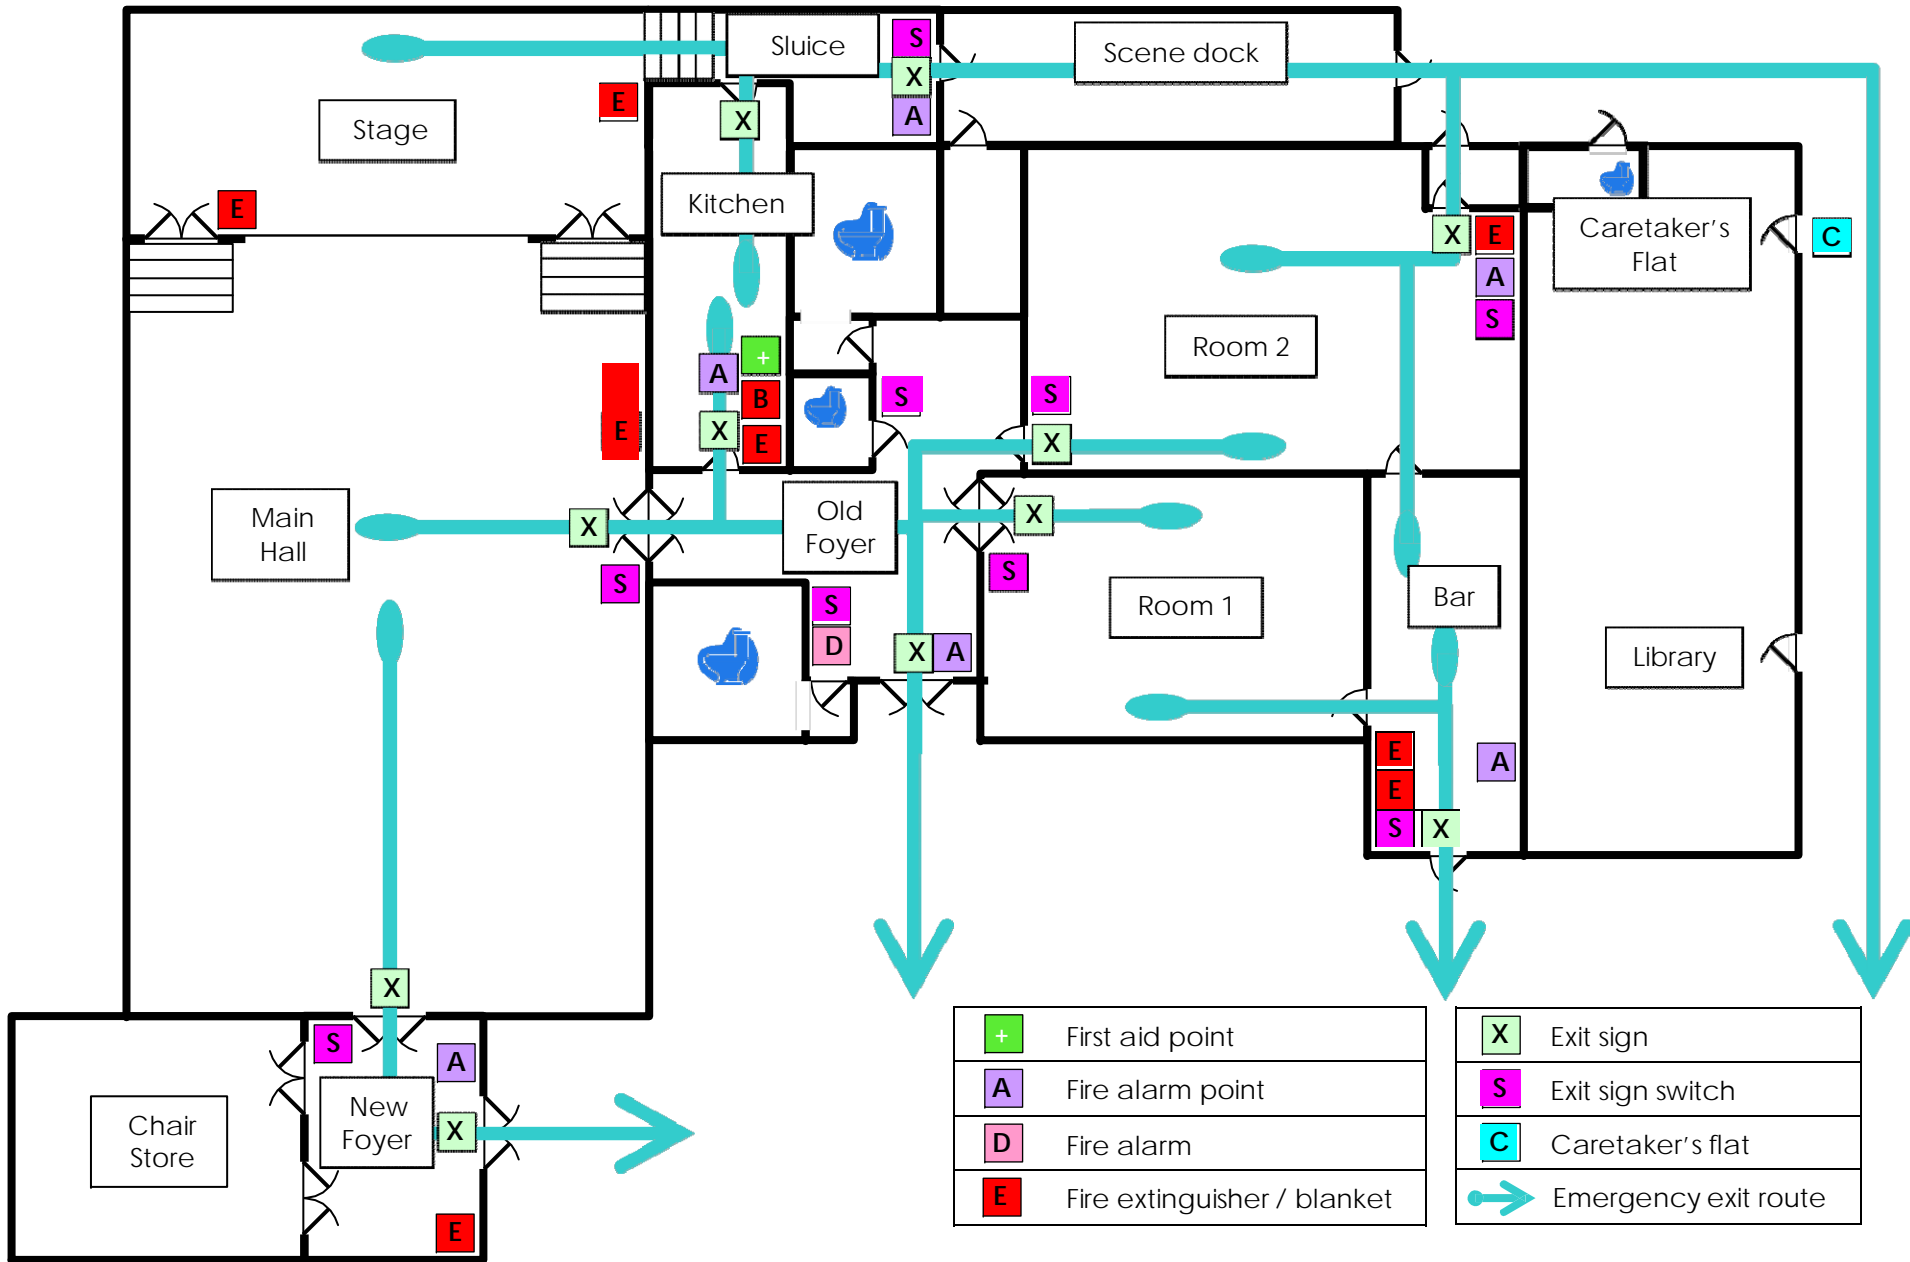 Sluice
S
Scene dock
X
A
E
X
Stage
Kitchen
E
X
E
Caretaker's
Flat
C
A
S
Room 2
A
+
B
S
S
X
E
X
E
Main
Hall
X
Old
Foyer
X
S
S
S
D
X
A
Room 1
Bar
Library
E
A
E
S
X
X
S
A
Chair
Store
New
Foyer
X
E
+ First aid point
A Fire alarm point
D Fire alarm
E Fire extinguisher / blanket
X Exit sign
S Exit sign switch
C Caretaker's flat
Emergency exit route